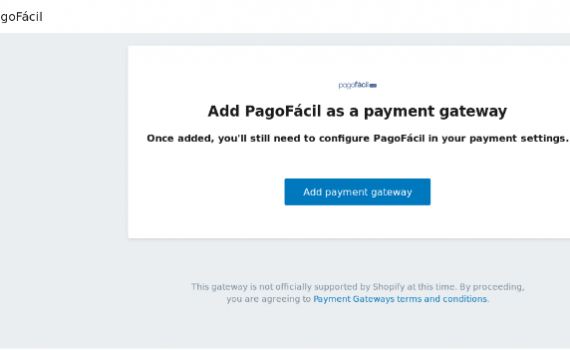 goFácil
pagofácil
Add PagoFácil as a payment gateway
Once added, you'll still need to configure PagoFácil in your payment settings.
Add payment gateway
This gateway is not officially supported by Shopify at this time. By proceeding,
you are agreeing to Payment Gateways terms and conditions.